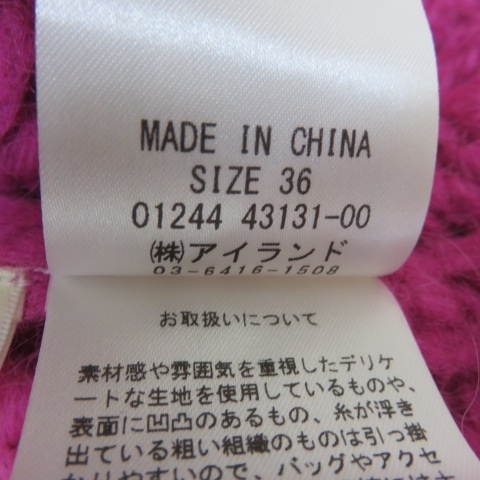 MADE IN CHINA
SIZE 36
01244 43131-00
(株)アイランド
03-6416-1508
お取扱いについて
素材感や雰囲気を重視したデリケ
ートな生地を使用しているものや、
表面に凹凸のあるもの、糸が浮き
出ている粗い組織のものは引っ掛
かりやすいので、バッグやアクセ